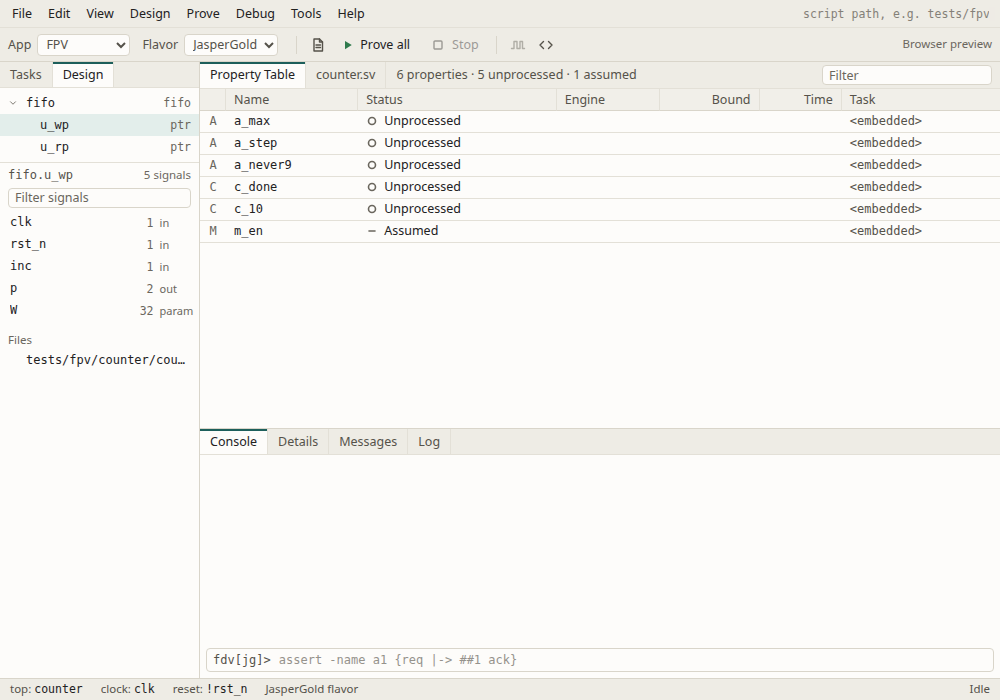 File Edit View Design Prove Debug Tools Help script path, e.g. tests/fpv
App FPV Flavor JasperGold Prove all Stop Browser preview
Tasks Design Property Table counter.sv 6 properties · 5 unprocessed · 1 assumed Filter
Name Status Engine Bound Time Task
fifo fifo
u_wp ptr
u_rp ptr
fifo.u_wp 5 signals
Filter signals
clk 1 in
rst_n 1 in
inc 1 in
p 2 out
W 32 param
Files
tests/fpv/counter/cou…
A a_max Unprocessed <embedded>
A a_step Unprocessed <embedded>
A a_never9 Unprocessed <embedded>
C c_done Unprocessed <embedded>
C c_10 Unprocessed <embedded>
M m_en Assumed <embedded>
Console Details Messages Log
fdv[jg]> assert -name a1 {req |-> ##1 ack}
top: counter clock: clk reset: !rst_n JasperGold flavor Idle